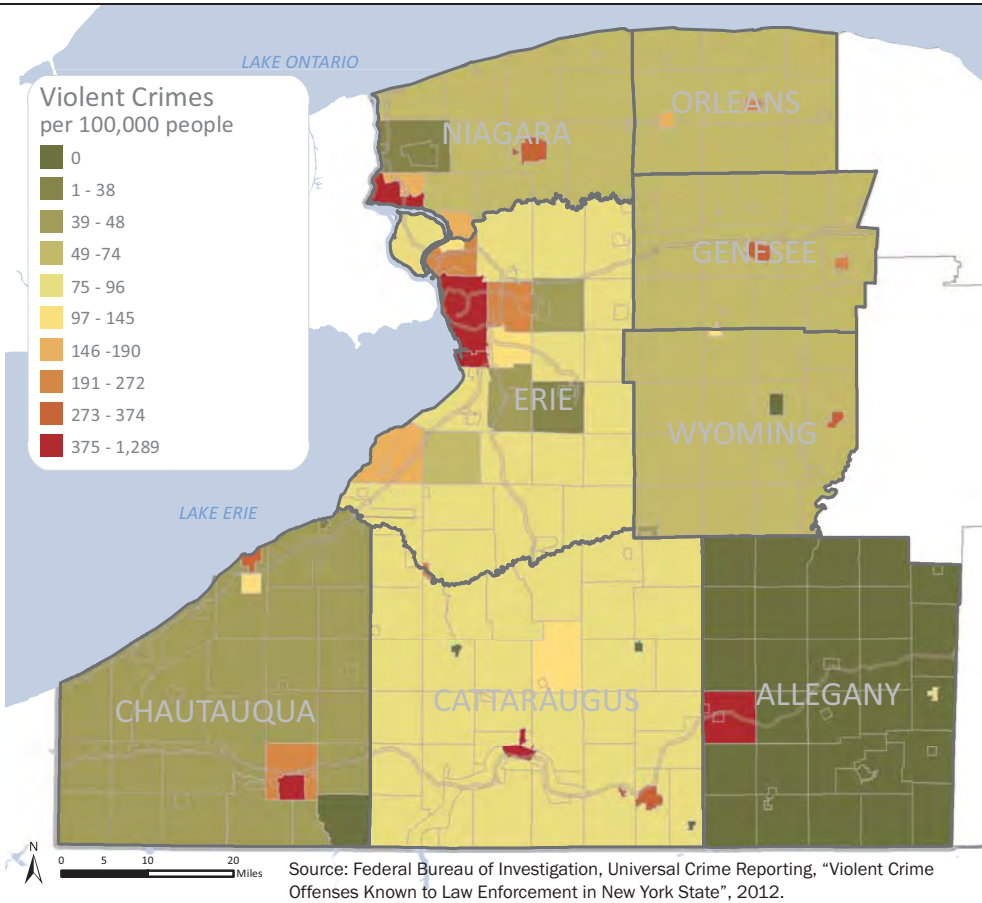 LAKE ONTARIO
Violent Crimes
per 100,000 people
0
1 - 38
39 - 48
49 -74
75 - 96
97 - 145
146 -190
191 - 272
273 - 374
375 - 1,289
NIAGARA
ORLEANS
GENESEE
ERIE
WYOMING
LAKE ERIE
CHAUTAUQUA
CATTARAUGUS
ALLEGANY
N
0 5 10 20
Miles
Source: Federal Bureau of Investigation, Universal Crime Reporting, “Violent Crime
Offenses Known to Law Enforcement in New York State”, 2012.